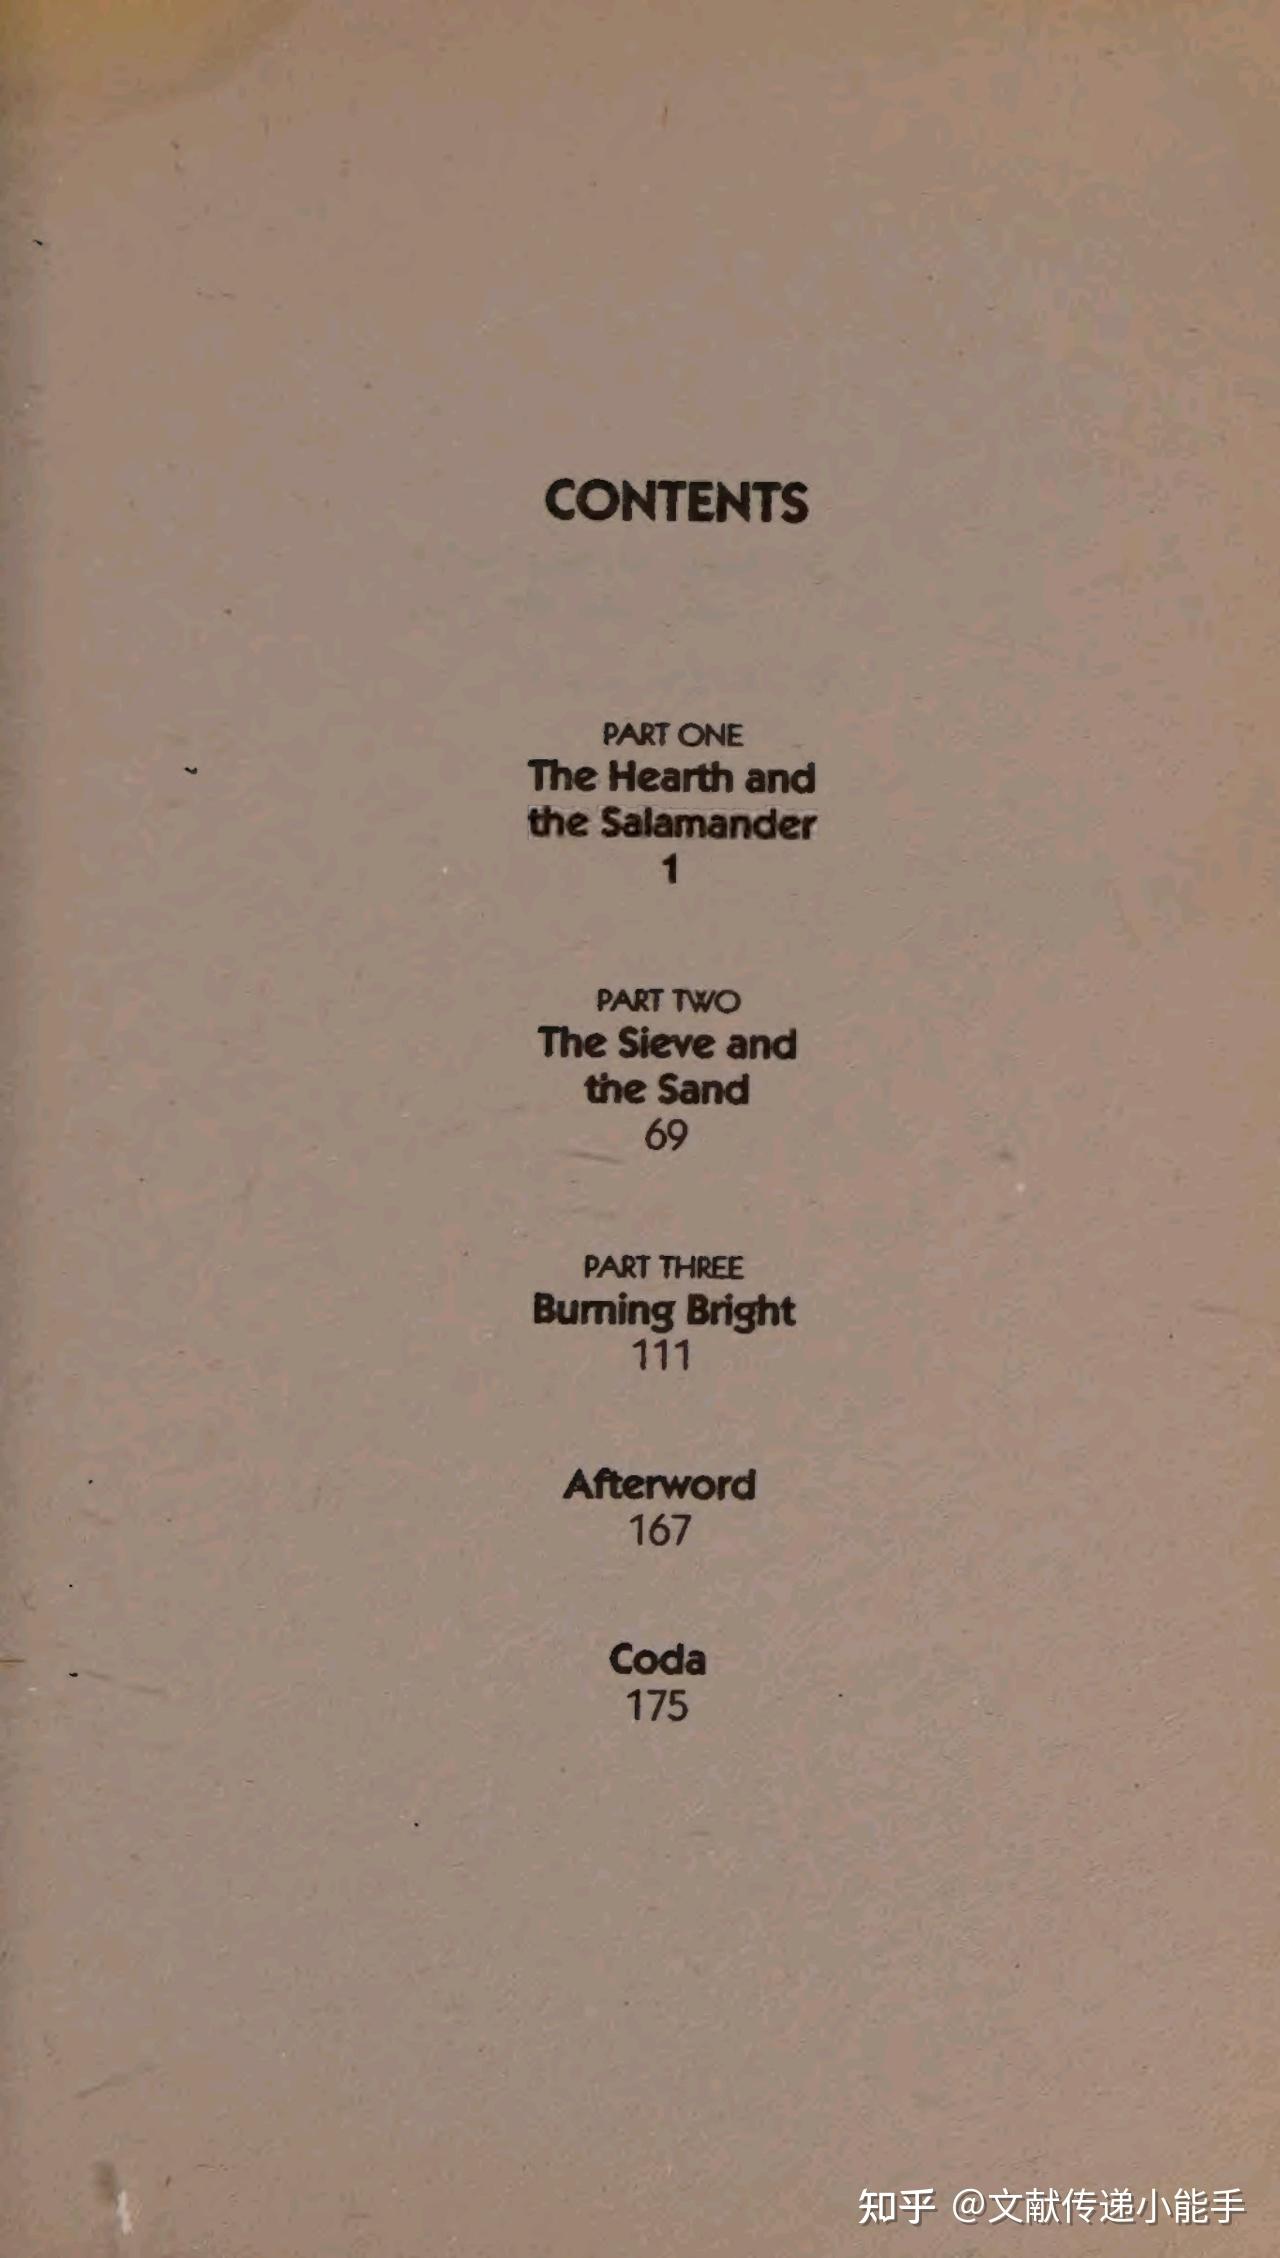 CONTENTS
PART ONE
The Hearth and
the Salamander
1
PART TWO
The Sieve and
the Sand
69
PART THREE
Burning Bright
111
Afterword
167
Coda
175
知乎 @文献传递小能手